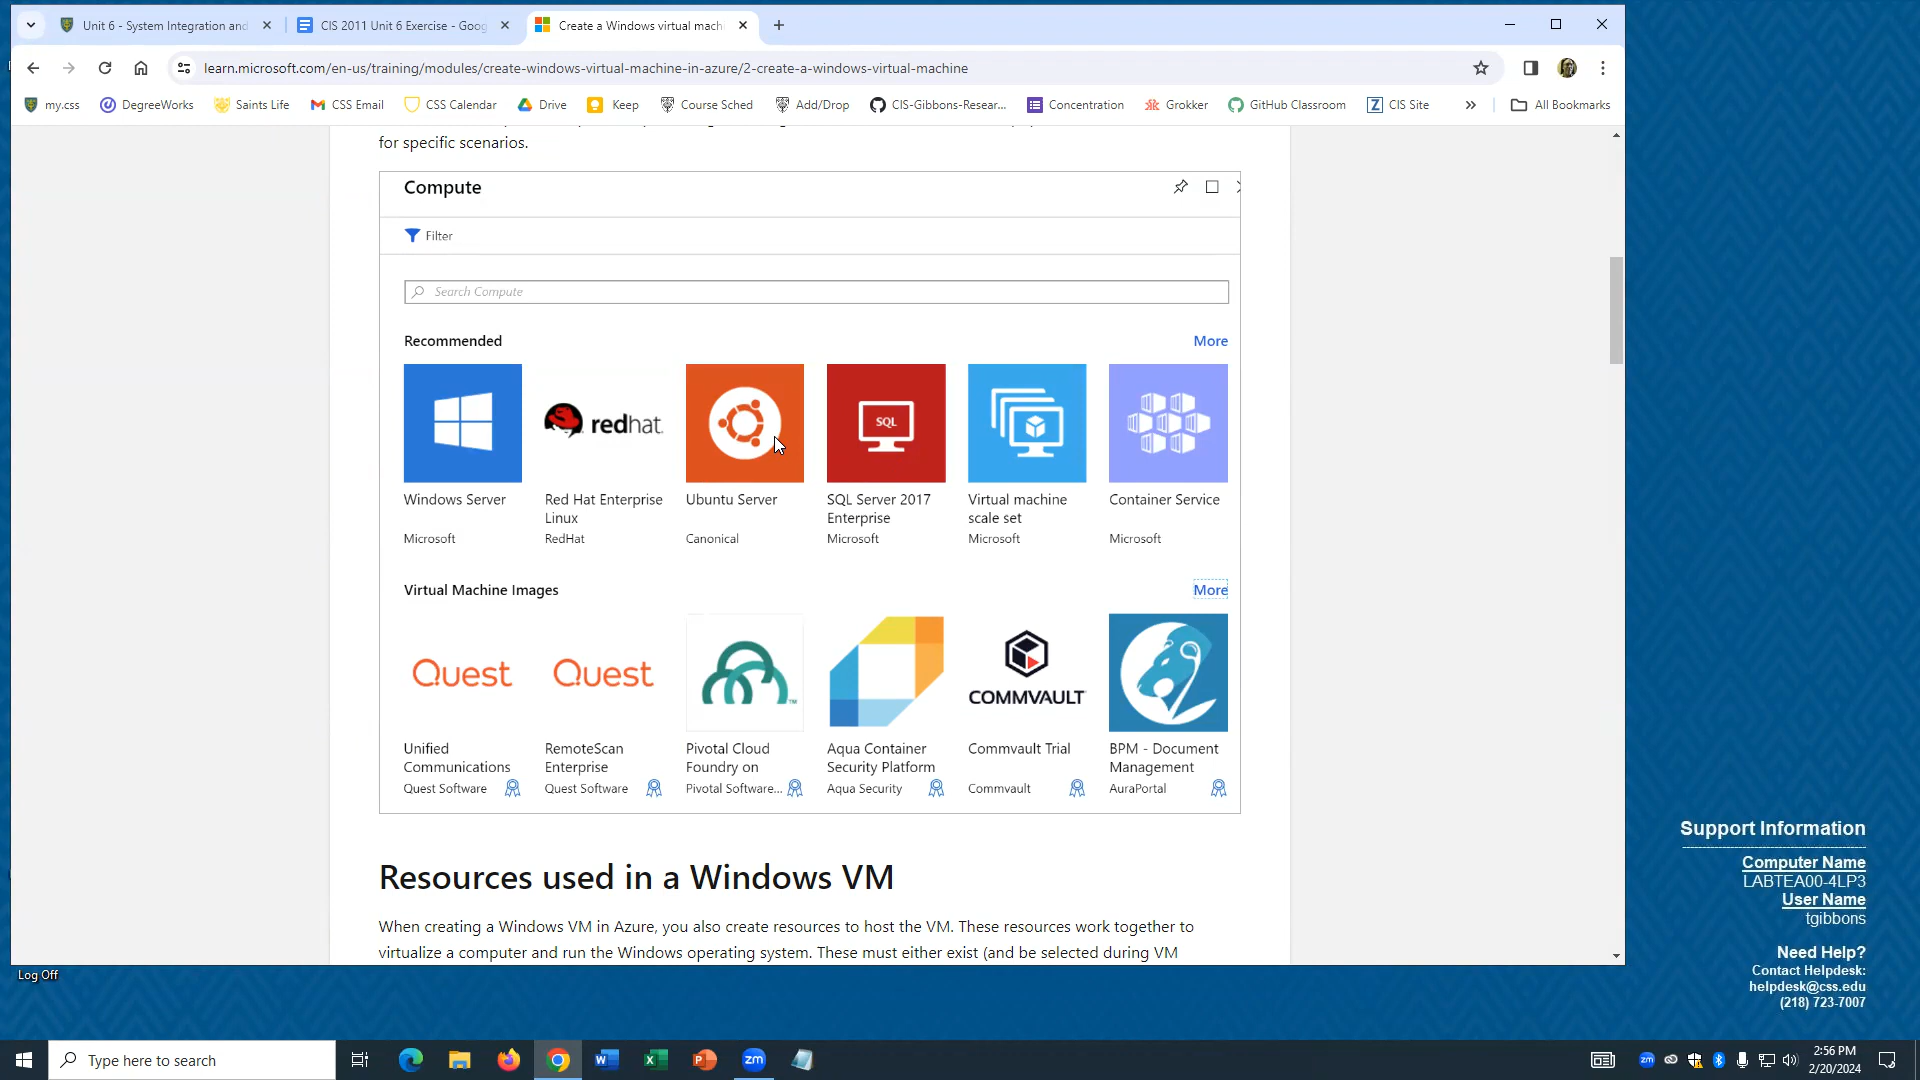 Unit 6 - System Integration and
CIS 2011 Unit 6 Exercise - Goog
Create a Windows virtual mach
learn.microsoft.com/en-us/training/modules/create-windows-virtual-machine-in-azure/2-create-a-windows-virtual-machine
my.css
DegreeWorks
Saints Life
CSS Email
CSS Calendar
Drive
Keep
Course Sched
Add/Drop
CIS-Gibbons-Resear...
Concentration
Grokker
GitHub Classroom
CIS Site
»
All Bookmarks
for specific scenarios.
Compute
Filter
Search Compute
Recommended
More
redhat.
SQL
Windows Server
Microsoft
Red Hat Enterprise
Linux
RedHat
Ubuntu Server
Canonical
SQL Server 2017
Enterprise
Microsoft
Virtual machine
scale set
Microsoft
Container Service
Microsoft
Virtual Machine Images
More
Quest
Quest
TM
COMMVAULT
Unified
Communications
Quest Software
RemoteScan
Enterprise
Quest Software
Pivotal Cloud
Foundry on
Pivotal Software...
Aqua Container
Security Platform
Aqua Security
Commvault Trial
Commvault
BPM - Document
Management
AuraPortal
Resources used in a Windows VM
When creating a Windows VM in Azure, you also create resources to host the VM. These resources work together to
virtualize a computer and run the Windows operating system. These must either exist (and be selected during VM
Log Off
Support Information
Computer Name
LABTEA00-4LP3
User Name
tgibbons
Need Help?
Contact Helpdesk:
helpdesk@css.edu
(218) 723-7007
Type here to search
zm
zm
2:56 PM
2/20/2024